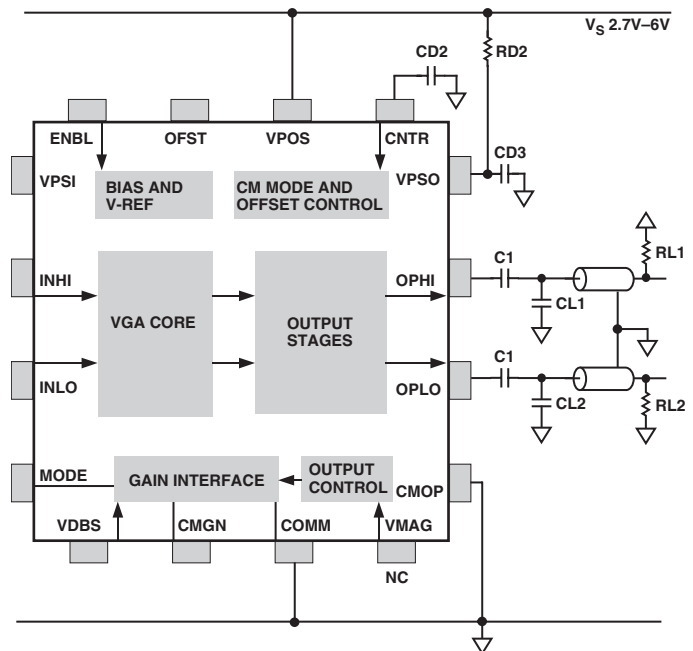 VS 2.7V–6V
RD2
CD2
ENBL
OFST
VPOS
CNTR
CD3
VPSI
BIAS AND
V-REF
CM MODE AND
OFFSET CONTROL
VPSO
RL1
C1
INHI
OPHI
CL1
VGA CORE
OUTPUT
STAGES
C1
INLO
OPLO
CL2
RL2
MODE
GAIN INTERFACE
OUTPUT
CONTROL
CMOP
VDBS
CMGN
COMM
VMAG
NC